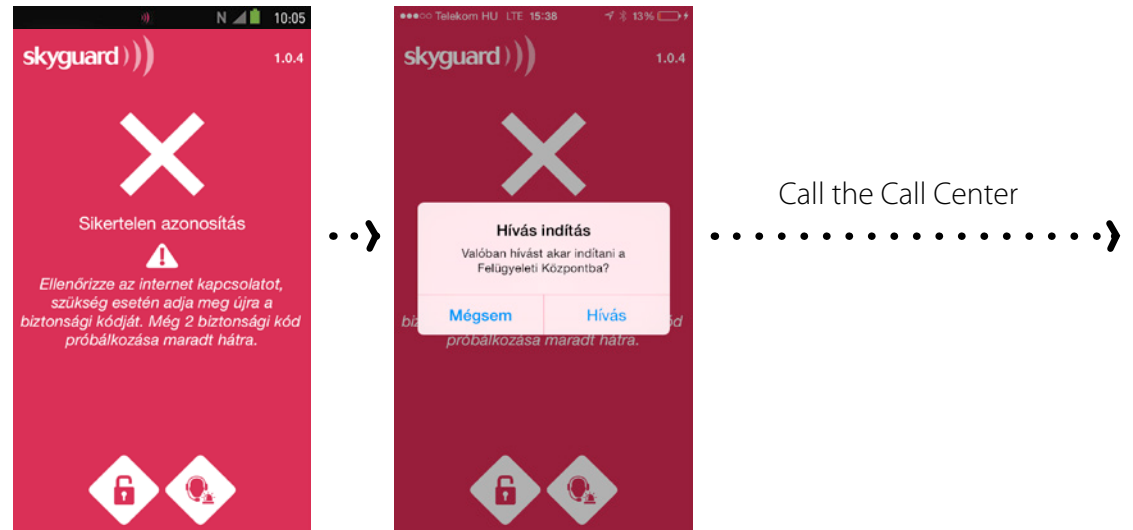 N 10:05
skyguard
1.0.4
Sikertelen azonosítás
Ellenőrizze az internet kapcsolatot,
szükség esetén adja meg újra a
biztonsági kódját. Még 2 biztonsági kód
próbálkozása maradt hátra.
Telekom HU LTE 15:38 13%
skyguard
1.0.4
Hívás indítás
Valóban hívást akar indítani a
Felügyeleti Központba?
Mégsem Hívás
biz ód
próbálkozása maradt hátra.
Call the Call Center